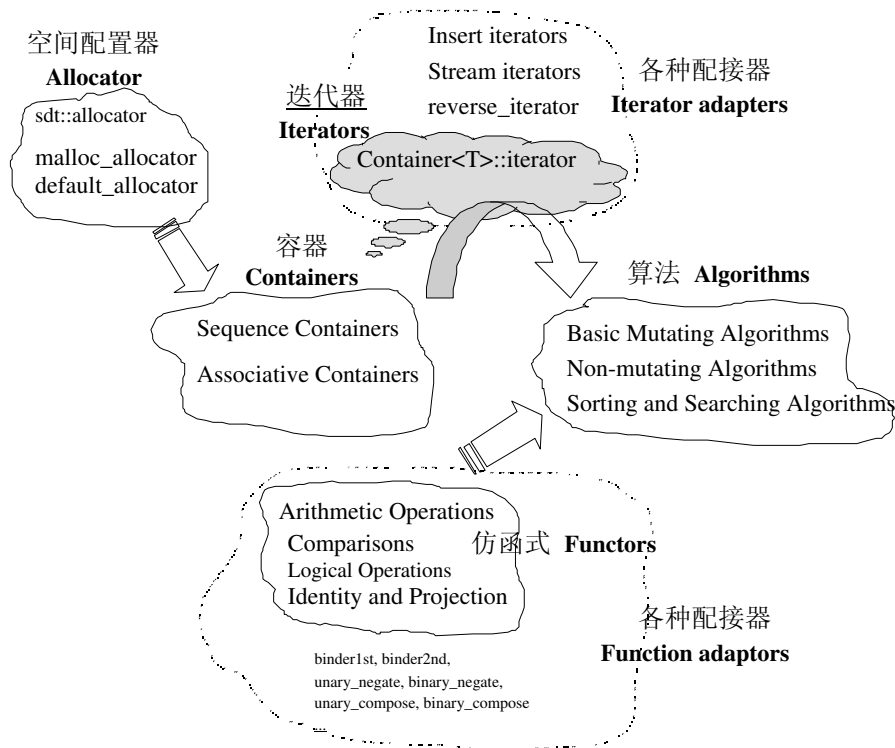 空间配置器
Allocator
sdt::allocator
malloc_allocator
default_allocator
迭代器
Iterators
Insert iterators
Stream iterators
reverse_iterator
各种配接器
Iterator adapters
Container<T>::iterator
容器
Containers
Sequence Containers
Associative Containers
算法 Algorithms
Basic Mutating Algorithms
Non-mutating Algorithms
Sorting and Searching Algorithms
Arithmetic Operations
Comparisons
Logical Operations
Identity and Projection
仿函式 Functors
各种配接器
Function adaptors
binder1st, binder2nd,
unary_negate, binary_negate,
unary_compose, binary_compose
...